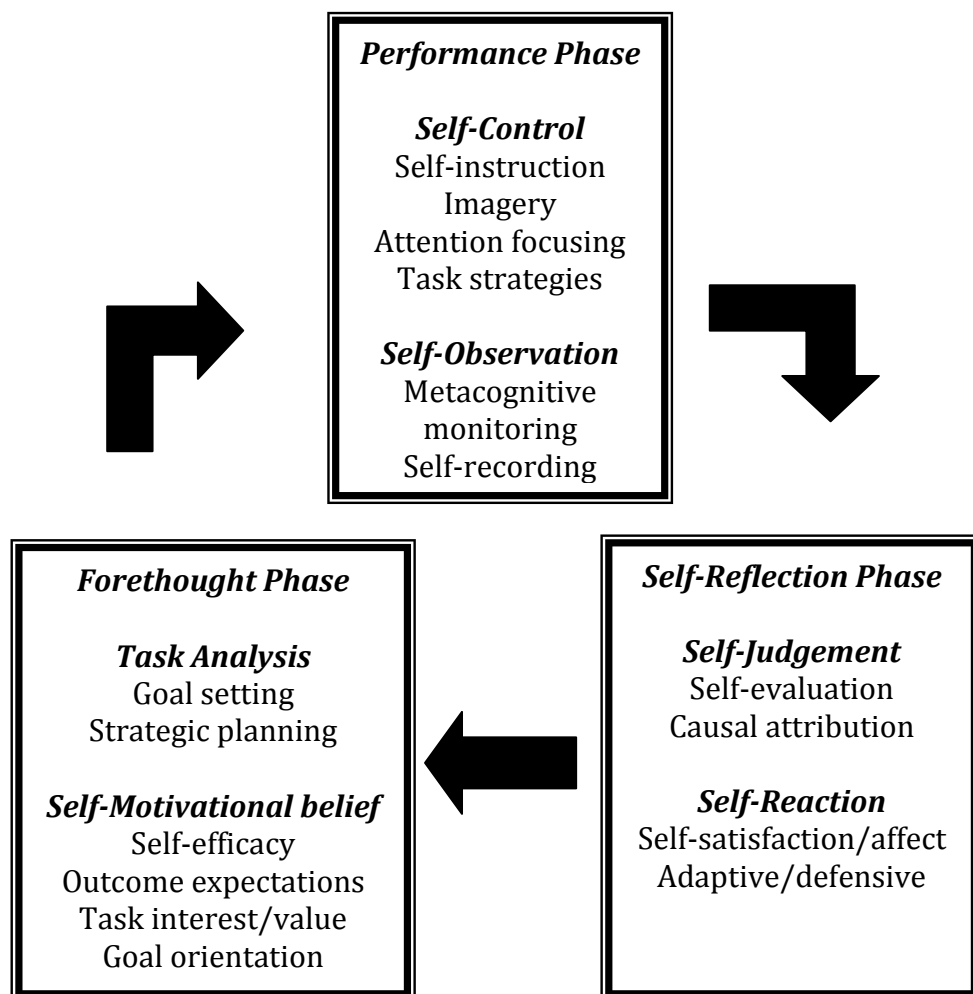 Performance Phase
Self-Control
Self-instruction
Imagery
Attention focusing
Task strategies
Self-Observation
Metacognitive
monitoring
Self-recording
Forethought Phase
Task Analysis
Goal setting
Strategic planning
Self-Motivational belief
Self-efficacy
Outcome expectations
Task interest/value
Goal orientation
Self-Reflection Phase
Self-Judgement
Self-evaluation
Causal attribution
Self-Reaction
Self-satisfaction/affect
Adaptive/defensive